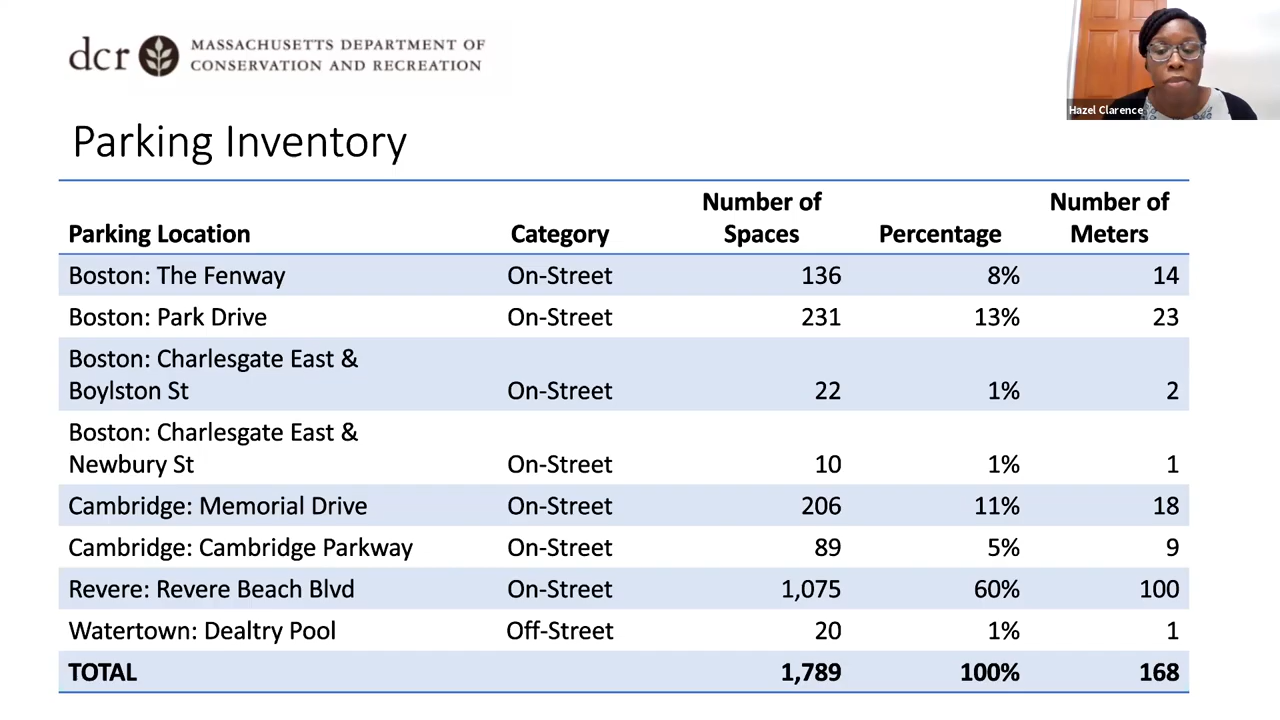 dcr MASSACHUSETTS DEPARTMENT OF
CONSERVATION AND RECREATION
Hazel Clarence
Parking Inventory
Number of Number of
Parking Location Category Spaces Percentage Meters
Boston: The Fenway On-Street 136 8% 14
Boston: Park Drive On-Street 231 13% 23
Boston: Charlesgate East &
Boylston St On-Street 22 1% 2
Boston: Charlesgate East &
Newbury St On-Street 10 1% 1
Cambridge: Memorial Drive On-Street 206 11% 18
Cambridge: Cambridge Parkway On-Street 89 5% 9
Revere: Revere Beach Blvd On-Street 1,075 60% 100
Watertown: Dealtry Pool Off-Street 20 1% 1
TOTAL 1,789 100% 168